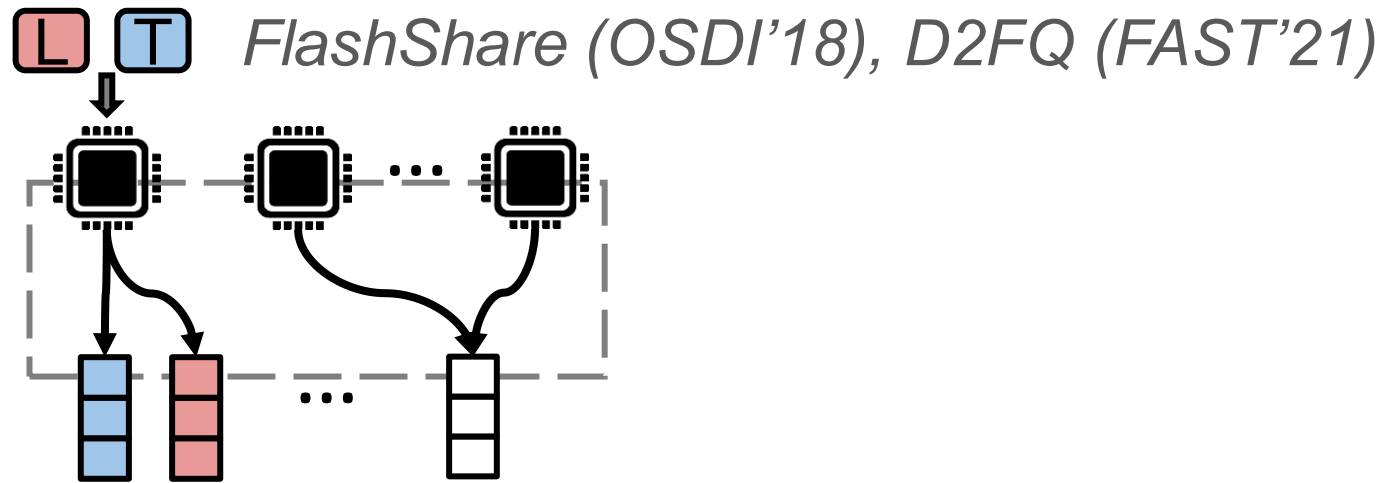 L T FlashShare (OSDI’18), D2FQ (FAST’21)
...
...